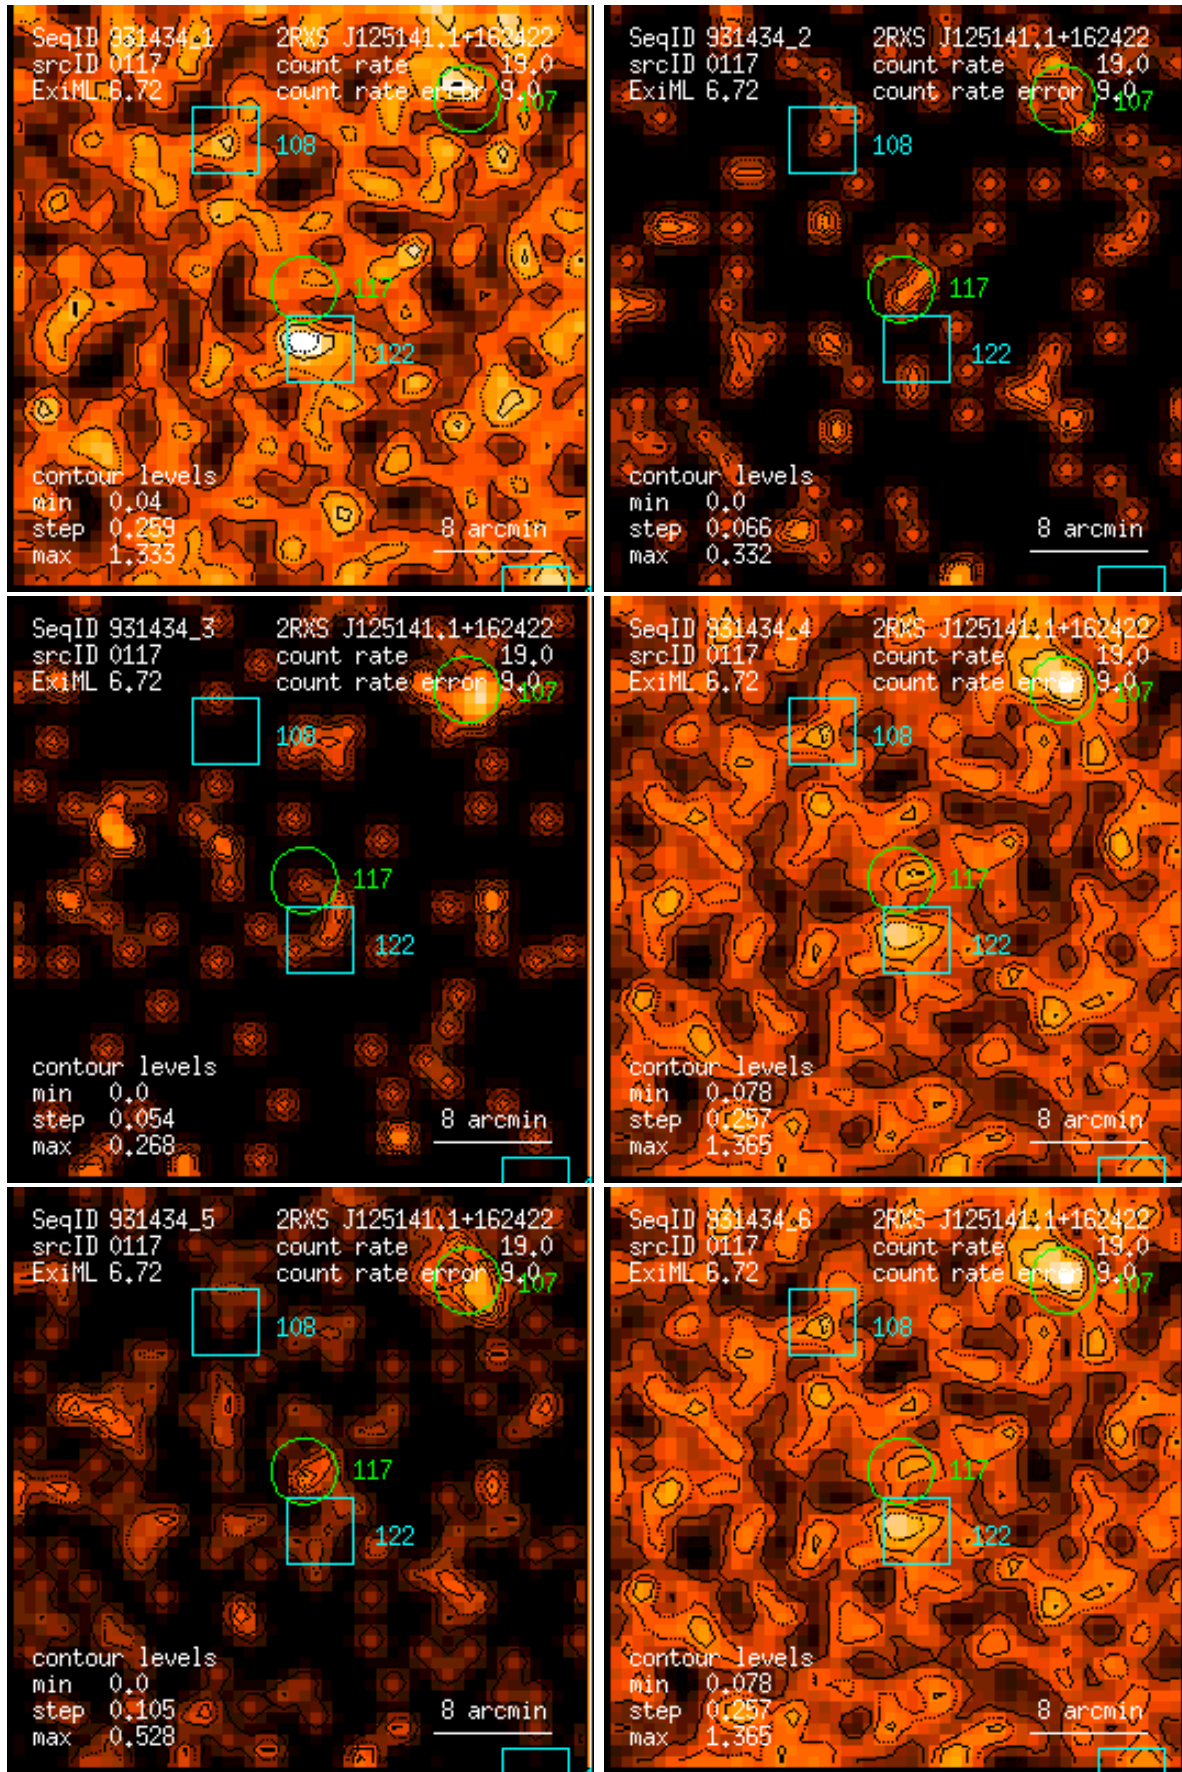 SeqID 931434_1 2RXS J125141.1+162422
srcID 0117 count rate 19.0
ExiML 6.72 count rate error 9.0
107
108
117
122
contour levels
min 0.04
step 0.259
max 1.333
8 arcmin
SeqID 931434_2 2RXS J125141.1+162422
srcID 0117 count rate 19.0
ExiML 6.72 count rate error 9.0
107
108
117
122
contour levels
min 0.0
step 0.066
max 0.332
8 arcmin
SeqID 931434_3 2RXS J125141.1+162422
srcID 0117 count rate 19.0
ExiML 6.72 count rate error 9.0
107
108
117
122
contour levels
min 0.0
step 0.054
max 0.268
8 arcmin
SeqID 931434_4 2RXS J125141.1+162422
srcID 0117 count rate 19.0
ExiML 6.72 count rate error 9.0
107
108
117
122
contour levels
min 0.078
step 0.257
max 1.365
8 arcmin
SeqID 931434_5 2RXS J125141.1+162422
srcID 0117 count rate 19.0
ExiML 6.72 count rate error 9.0
107
108
117
122
contour levels
min 0.0
step 0.105
max 0.528
8 arcmin
SeqID 931434_6 2RXS J125141.1+162422
srcID 0117 count rate 19.0
ExiML 6.72 count rate error 9.0
107
108
117
122
contour levels
min 0.078
step 0.257
max 1.365
8 arcmin